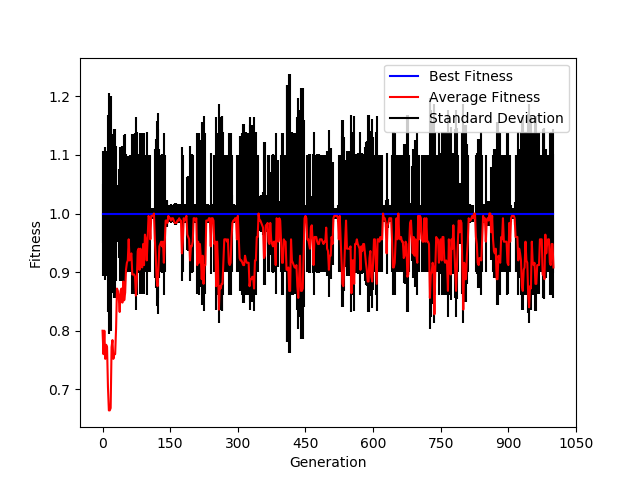 Best Fitness
Average Fitness
Standard Deviation
1.2
1.1
1.0
0.9
0.8
0.7
Fitness
0 150 300 450 600 750 900 1050
Generation